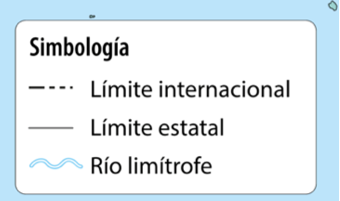 Simbología
Límite internacional
Límite estatal
Río limítrofe